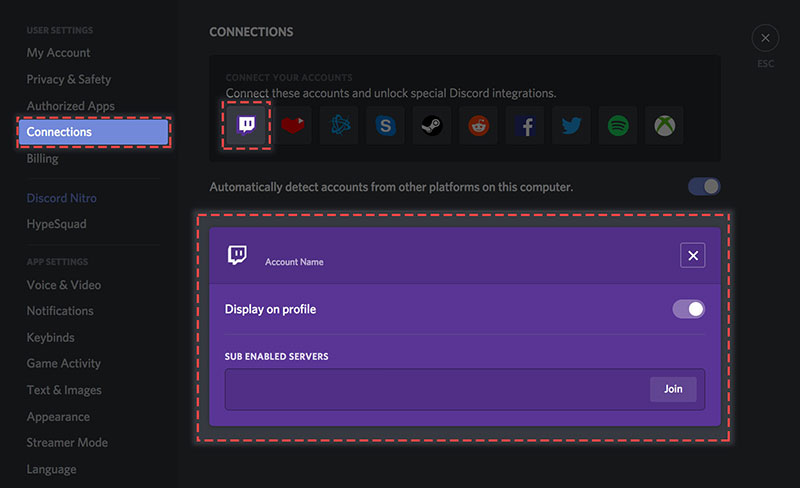 USER SETTINGS
My Account
Privacy & Safety
Authorized Apps
Connections
Billing
Discord Nitro
HypeSquad
APP SETTINGS
Voice & Video
Notifications
Keybinds
Game Activity
Text & Images
Appearance
Streamer Mode
Language
CONNECTIONS
CONNECT YOUR ACCOUNTS
Connect these accounts and unlock special Discord integrations.
Automatically detect accounts from other platforms on this computer.
Account Name
Display on profile
SUB ENABLED SERVERS
Join
ESC